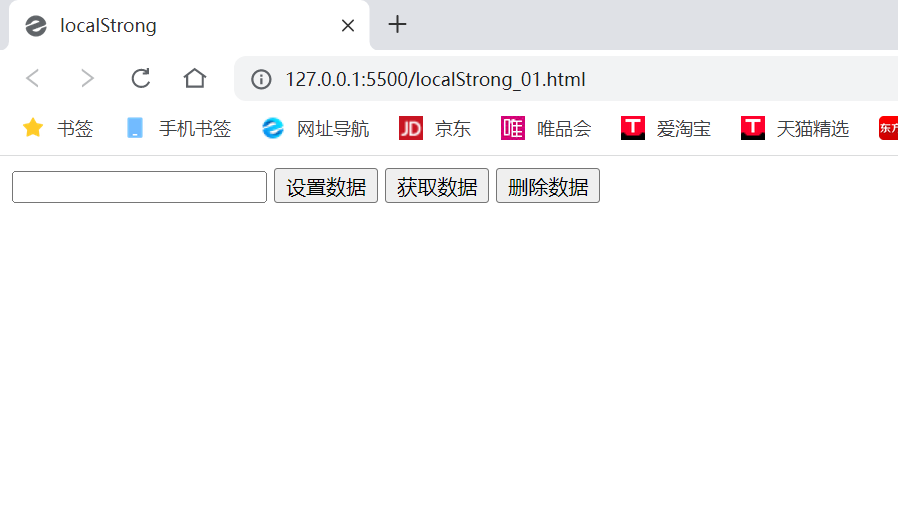 localStrong
127.0.0.1:5500/localStrong_01.html
书签 手机书签 网址导航 JD 京东 唯 唯品会 T 爱淘宝 T 天猫精选
设置数据 获取数据 删除数据